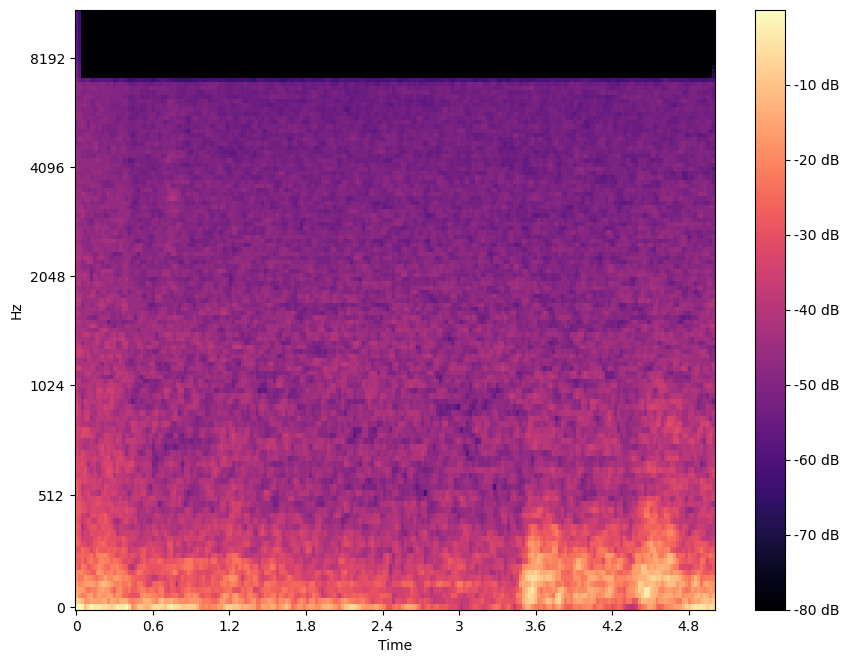 8192
4096
2048
1024
512
0
Hz
0 0.6 1.2 1.8 2.4 3 3.6 4.2 4.8
Time
-10 dB
-20 dB
-30 dB
-40 dB
-50 dB
-60 dB
-70 dB
-80 dB